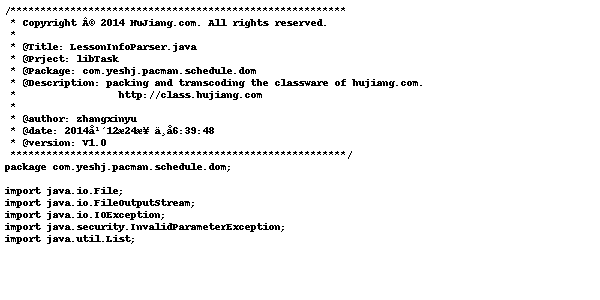 /********************************************************
 * Copyright Â© 2014 HuJiang.com. All rights reserved.
 *
 * @Title: LessonInfoParser.java
 * @Prject: libTask
 * @Package: com.yeshj.pacman.schedule.dom
 * @Description: packing and transcoding the classware of hujiang.com.
 *                 http://class.hujiang.com
 *
 * @author: zhangxinyu
 * @date: 2014å¹´12æ24æ¥ ä¸å6:39:48
 * @version: V1.0
 ********************************************************/
package com.yeshj.pacman.schedule.dom;

import java.io.File;
import java.io.FileOutputStream;
import java.io.IOException;
import java.security.InvalidParameterException;
import java.util.List;